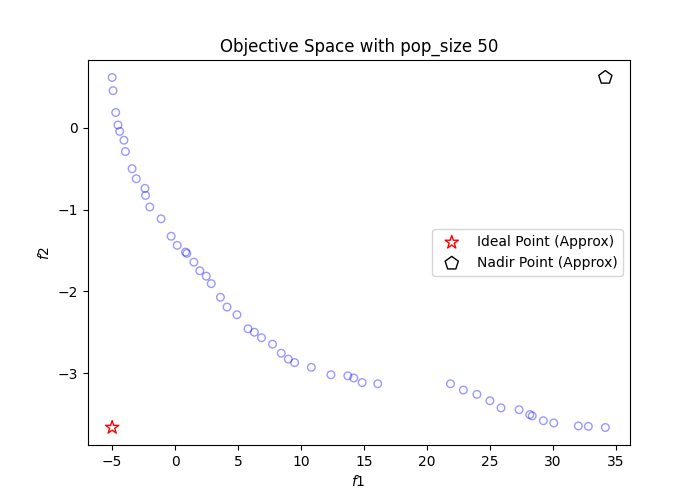 Objective Space with pop_size 50
0
−1
−2
−3
f2
Ideal Point (Approx)
Nadir Point (Approx)
−5 0 5 10 15 20 25 30 35
f1